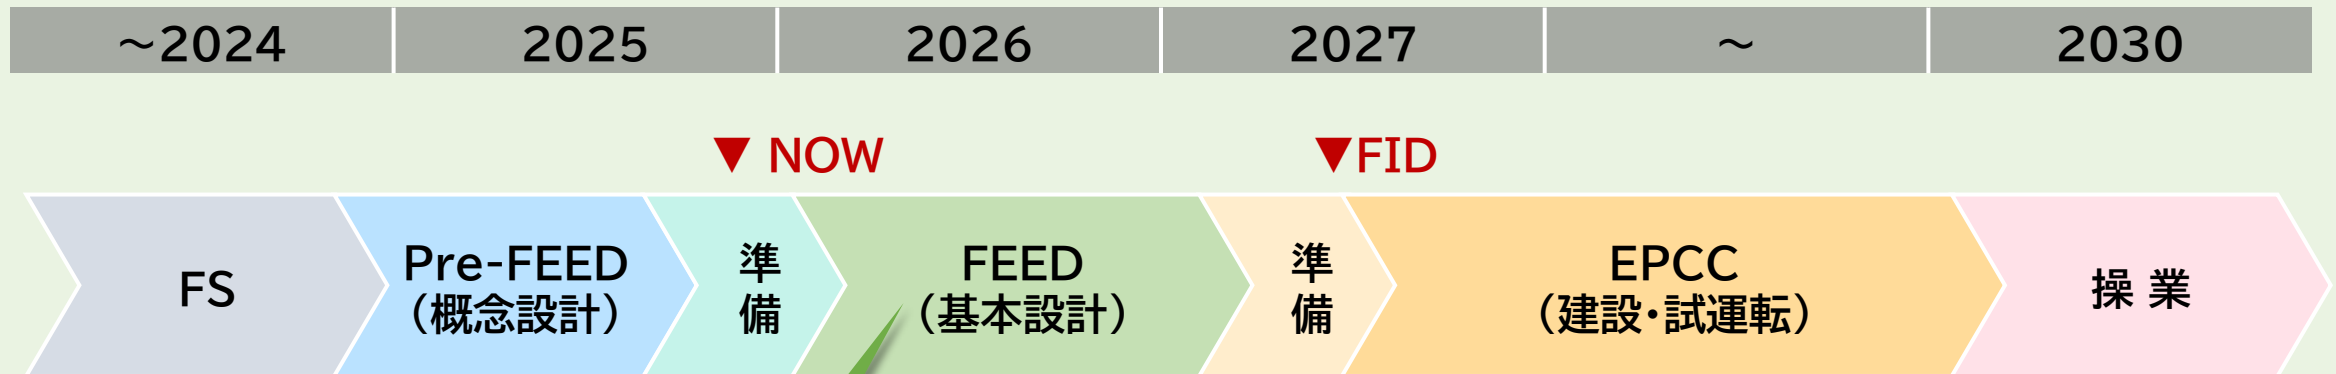 ～2024 2025 2026 2027 ～ 2030
▼ NOW ▼FID
FS
Pre-FEED
（概念設計）
準
備
FEED
（基本設計）
準
備
EPCC
（建設・試運転）
操 業